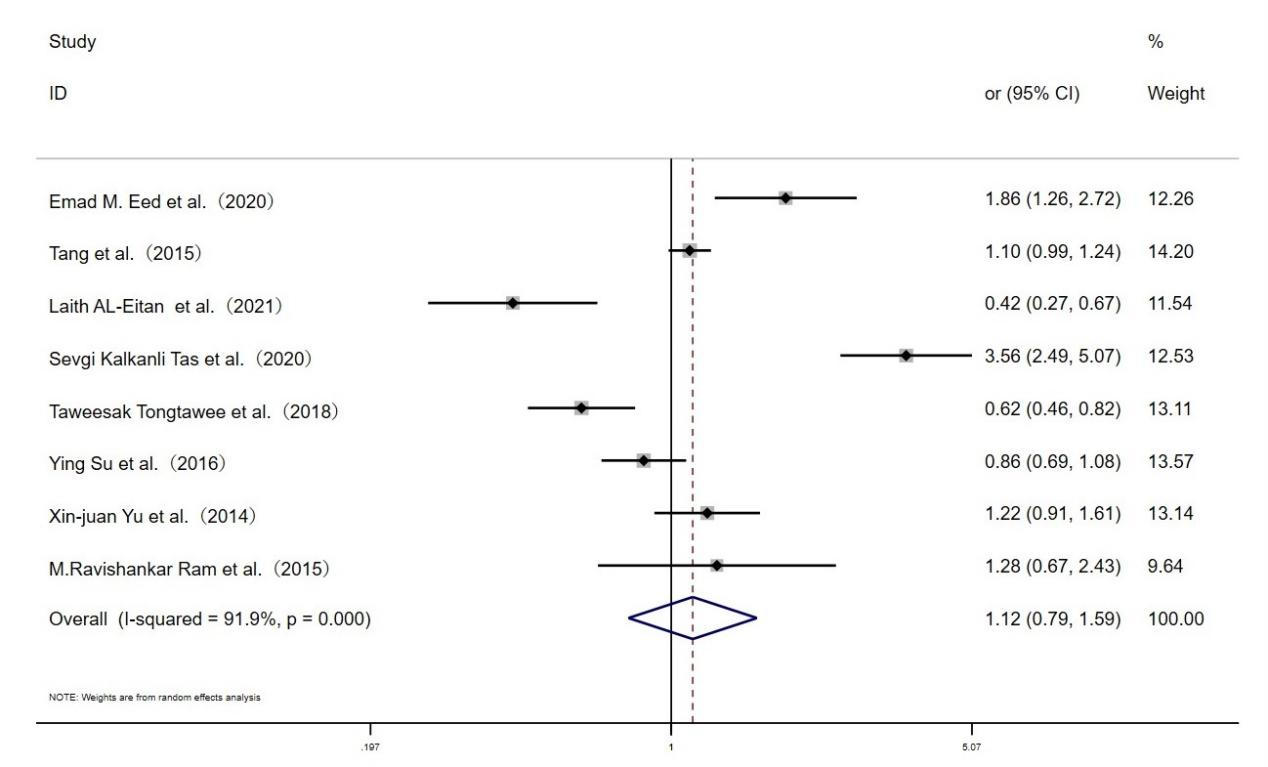 Study %
ID or (95% CI) Weight
Emad M. Eed et al.（2020） 1.86 (1.26, 2.72) 12.26
Tang et al.（2015） 1.10 (0.99, 1.24) 14.20
Laith AL-Eitan  et al.（2021） 0.42 (0.27, 0.67) 11.54
Sevgi Kalkanli Tas et al.（2020） 3.56 (2.49, 5.07) 12.53
Taweesak Tongtawee et al.（2018） 0.62 (0.46, 0.82) 13.11
Ying Su et al.（2016） 0.86 (0.69, 1.08) 13.57
Xin-juan Yu et al.（2014） 1.22 (0.91, 1.61) 13.14
M.Ravishankar Ram et al.（2015） 1.28 (0.67, 2.43) 9.64
Overall  (I-squared = 91.9%, p = 0.000) 1.12 (0.79, 1.59) 100.00
NOTE: Weights are from random effects analysis
.197 1 5.07